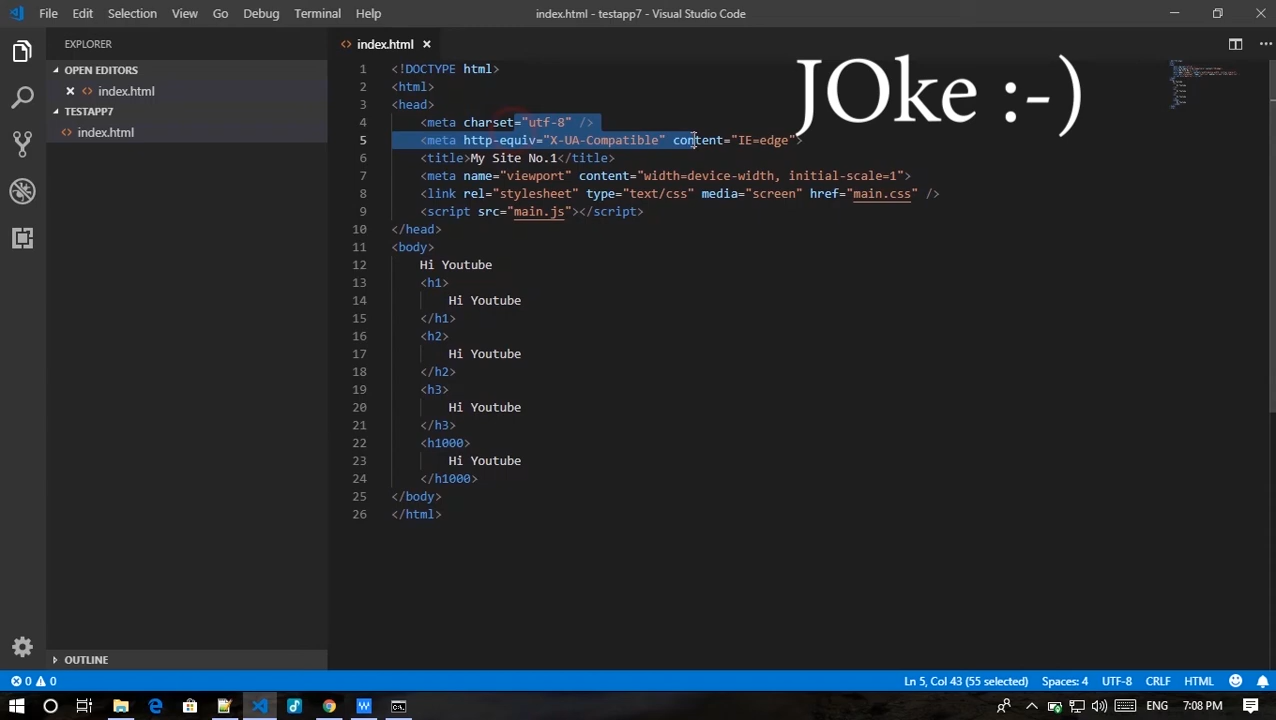 File Edit Selection View Go Debug Terminal Help index.html - testapp7 - Visual Studio Code
EXPLORER
OPEN EDITORS
index.html
TESTAPP7
index.html
OUTLINE
index.html
JOke :-)
1 <!DOCTYPE html>
2 <html>
3 <head>
4 <meta charset="utf-8" />
5 <meta http-equiv="X-UA-Compatible" content="IE=edge">
6 <title>My Site No.1</title>
7 <meta name="viewport" content="width=device-width, initial-scale=1">
8 <link rel="stylesheet" type="text/css" media="screen" href="main.css" />
9 <script src="main.js"></script>
10 </head>
11 <body>
12 Hi Youtube
13 <h1>
14 Hi Youtube
15 </h1>
16 <h2>
17 Hi Youtube
18 </h2>
19 <h3>
20 Hi Youtube
21 </h3>
22 <h1000>
23 Hi Youtube
24 </h1000>
25 </body>
26 </html>
0 0 Ln 5, Col 43 (55 selected) Spaces: 4 UTF-8 CRLF HTML
ENG 7:08 PM